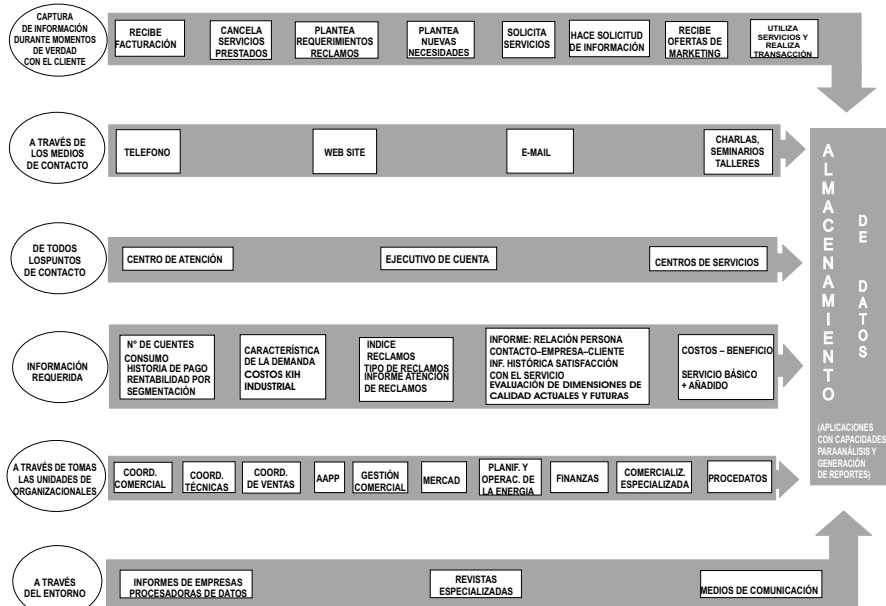 CAPTURA
DE INFORMACIÓN
DURANTE MOMENTOS
DE VERDAD
CON EL CLIENTE
RECIBE
FACTURACIÓN
CANCELA
SERVICIOS
PRESTADOS
PLANTEA
REQUERIMIENTOS
RECLAMOS
PLANTEA
NUEVAS
NECESIDADES
SOLICITA
SERVICIOS
HACE SOLICITUD
DE INFORMACIÓN
RECIBE
OFERTAS DE
MARKETING
UTILIZA
SERVICIOS Y
REALIZA
TRANSACCIÓN
A TRAVÉS DE
LOS MEDIOS
DE CONTACTO
TELEFONO
WEB SITE
E-MAIL
CHARLAS,
SEMINARIOS
TALLERES
DE TODOS
LOSPUNTOS
DE CONTACTO
CENTRO DE ATENCIÓN
EJECUTIVO DE CUENTA
CENTROS DE SERVICIOS
INFORMACIÓN
REQUERIDA
Nº DE CUENTES
CONSUMO
HISTORIA DE PAGO
RENTABILIDAD POR
SEGMENTACIÓN
CARACTERÍSTICA
DE LA DEMANDA
COSTOS KIH
INDUSTRIAL
INDICE
RECLAMOS
TIPO DE RECLAMOS
INFORME ATENCIÓN
DE RECLAMOS
INFORME: RELACIÓN PERSONA
CONTACTO–EMPRESA–CLIENTE
INF. HISTÓRICA SATISFACCIÓN
CON EL SERVICIO
EVALUACIÓN DE DIMENSIONES DE
CALIDAD ACTUALES Y FUTURAS
COSTOS – BENEFICIO
SERVICIO BÁSICO
+ AÑADIDO
A TRAVÉS DE TOMAS
LAS UNIDADES DE
ORGANIZACIONALES
COORD.
COMERCIAL
COORD.
TÉCNICAS
COORD.
DE VENTAS
AAPP
GESTIÓN
COMERCIAL
MERCAD
PLANIF. Y
OPERAC. DE
LA ENERGIA
FINANZAS
COMERCIALIZ.
ESPECIALIZADA
PROCEDATOS
A TRAVÉS
DEL ENTORNO
INFORMES DE EMPRESAS
PROCESADORAS DE DATOS
REVISTAS
ESPECIALIZADAS
MEDIOS DE COMUNICACIÓN
ALMACENAMIENTO
DE DATOS
(APLICACIONES
CON CAPACIDADES
PARAANÁLISIS Y
GENERACIÓN
DE REPORTES)